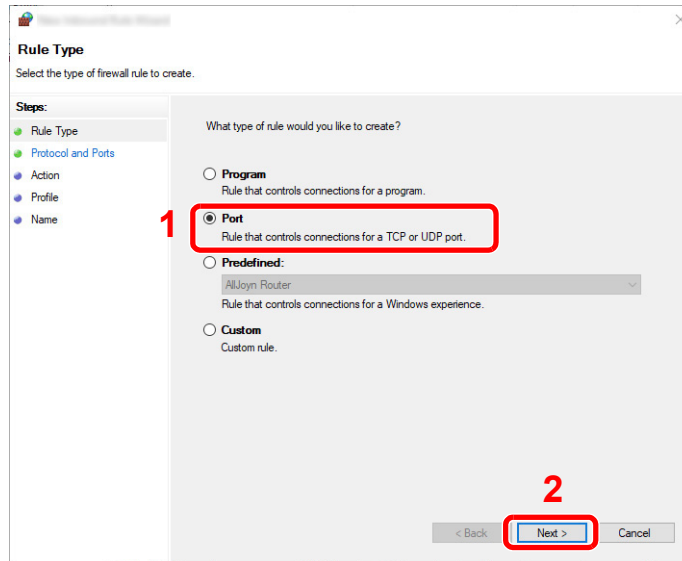 Rule Type
Select the type of firewall rule to create.
Steps:
Rule Type
Protocol and Ports
Action
Profile
Name
What type of rule would you like to create?
Program
Rule that controls connections for a program.
1
Port
Rule that controls connections for a TCP or UDP port.
Predefined:
AllJoyn Router
Rule that controls connections for a Windows experience.
Custom
Custom rule.
2
< Back
Next >
Cancel